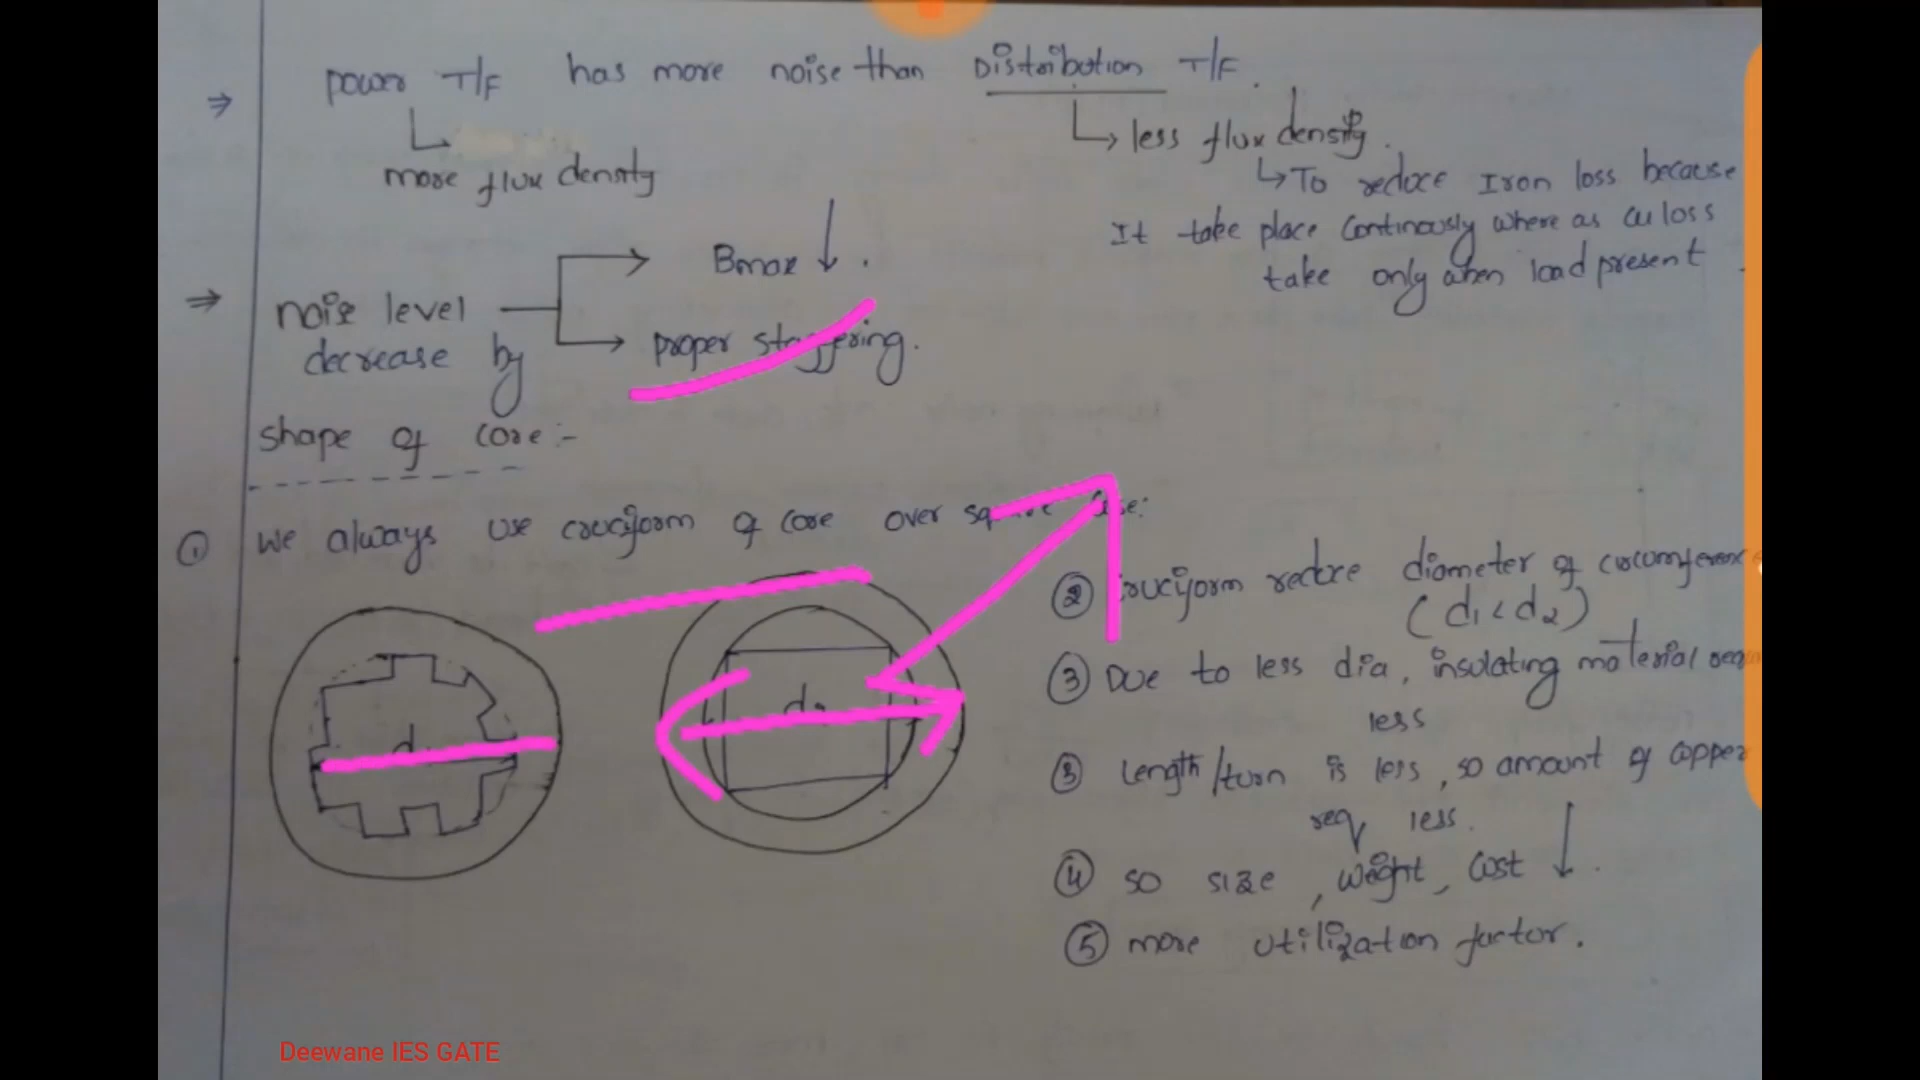 ⇒ power T/F has more noise than Distribution T/F.
↳ more flux density
↳ less flux density.
↳ To reduce Iron loss because
It take place continously where as cu loss
take only when load present.
⇒ noise level decrease by
→ Bmax ↓.
→ proper staggering.
shape of core :-
① We always use cruciform of core over square
d
d₂
② cruciform reduce diameter of circumference
(d₁ < d₂)
③ Due to less dia, insulating material
less
③ Length/turn is less, so amount of copper
req less.
④ so size, weight, cost ↓.
⑤ more utilization factor.
Deewane IES GATE